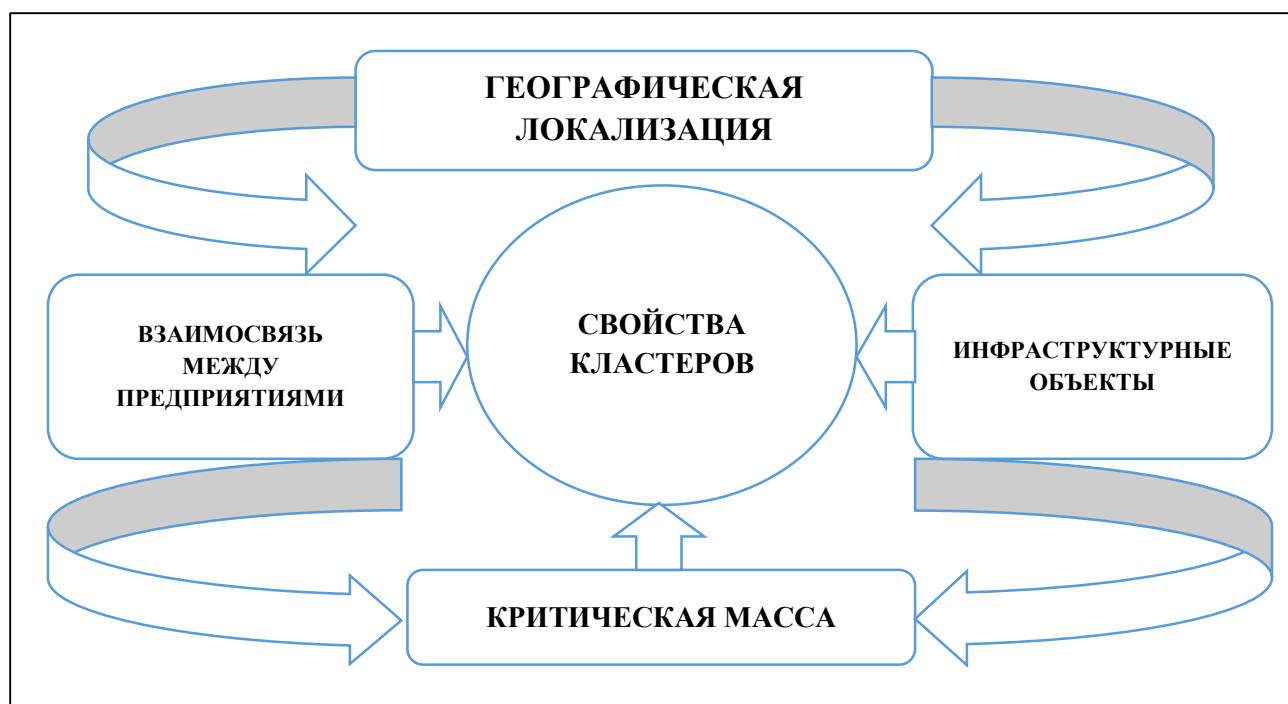 ГЕОГРАФИЧЕСКАЯ
ЛОКАЛИЗАЦИЯ
ВЗАИМОСВЯЗЬ
МЕЖДУ
ПРЕДПРИЯТИЯМИ
СВОЙСТВА
КЛАСТЕРОВ
ИНФРАСТРУКТУРНЫЕ
ОБЪЕКТЫ
КРИТИЧЕСКАЯ МАССА